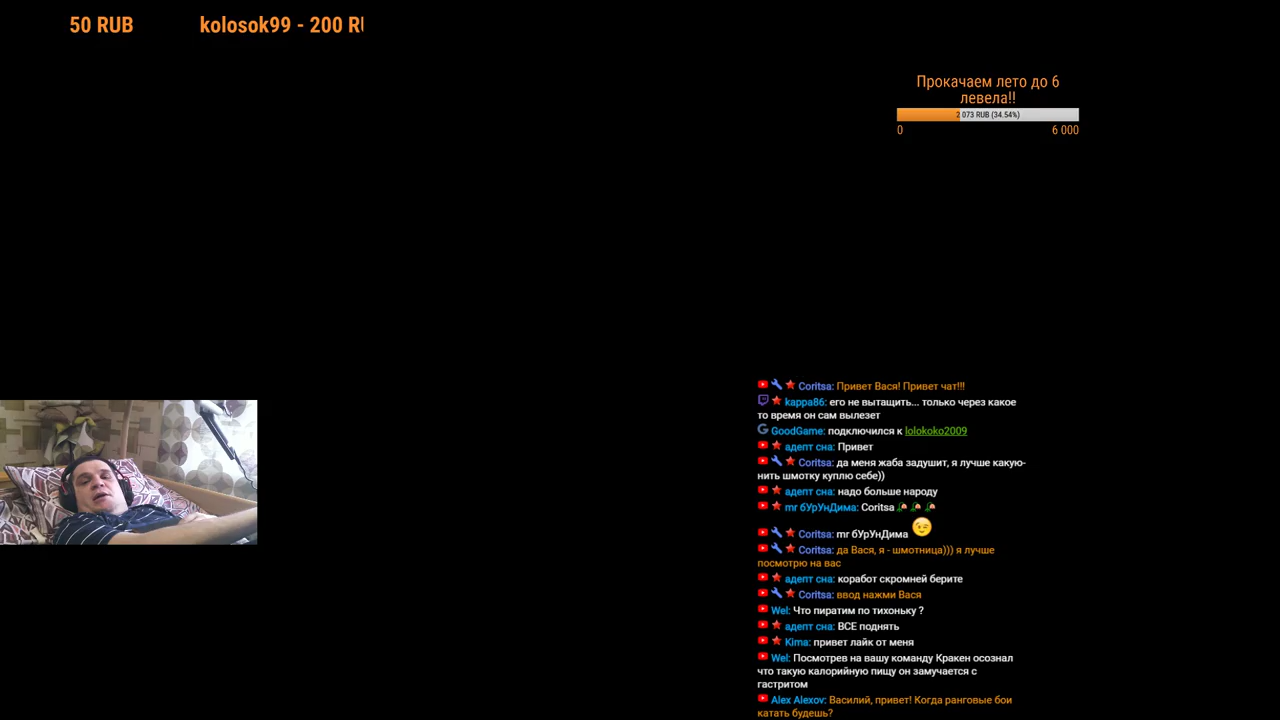 50 RUB kolosok99 - 200 R
Прокачаем лето до 6
левела!!
2 073 RUB (34.54%)
0 6 000
Coritsa: Привет Вася! Привет чат!!!
kappa86: его не вытащить... только через какое
то время он сам вылезет
GoodGame: подключился к lolokoko2009
адепт сна: Привет
Coritsa: да меня жаба задушит, я лучше какую-
нить шмотку куплю себе))
адепт сна: надо больше народу
mr бУрУнДима: Coritsa
Coritsa: mr бУрУнДима
Coritsa: да Вася, я - шмотница))) я лучше
посмотрю на вас
адепт сна: коработ скромней берите
Coritsa: ввод нажми Вася
Wel: Что пиратим по тихоньку ?
адепт сна: ВСЕ поднять
Kima: привет лайк от меня
Wel: Посмотрев на вашу команду Кракен осознал
что такую калорийную пищу он замучается с
гастритом
Alex Alexov: Василий, привет! Когда ранговые бои
катать будешь?